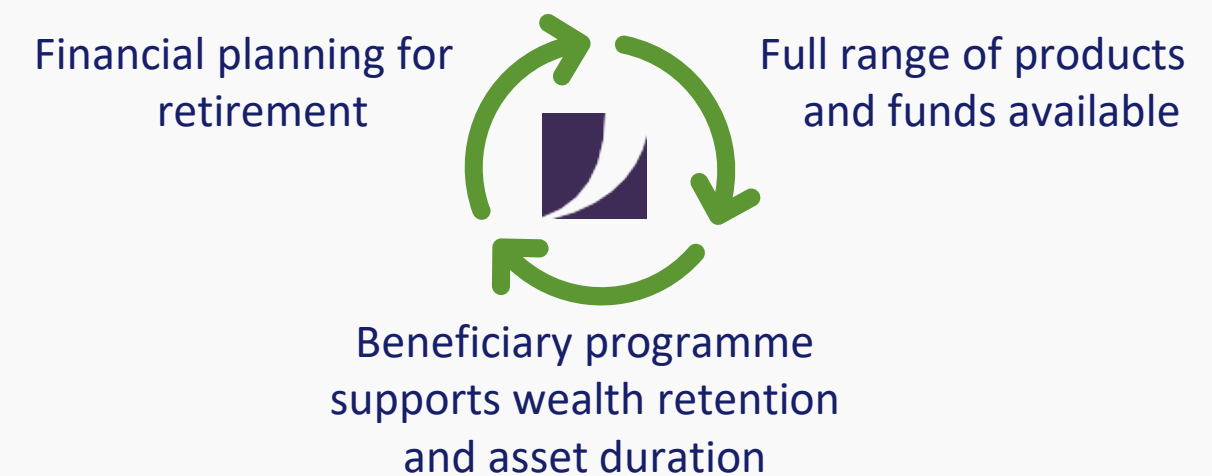 Financial planning for
retirement
Full range of products
and funds available
Beneficiary programme
supports wealth retention
and asset duration